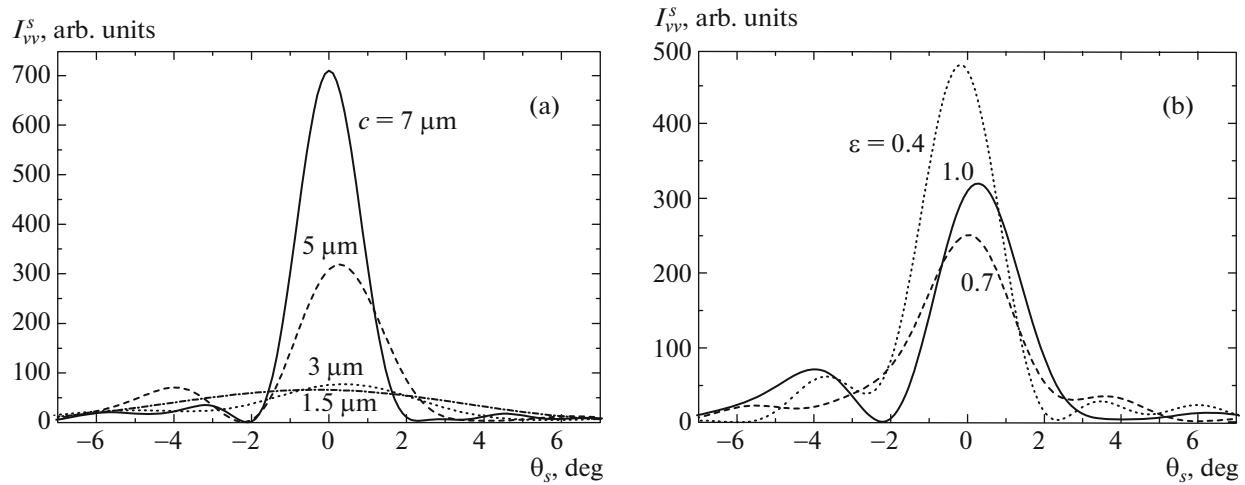 I^s_vv, arb. units
700
600
500
400
300
200
100
0
(a)
c = 7 μm
5 μm
3 μm
1.5 μm
−6 −4 −2 0 2 4 6
θ_s, deg
I^s_vv, arb. units
500
400
300
200
100
0
(b)
ε = 0.4
1.0
0.7
−6 −4 −2 0 2 4 6
θ_s, deg